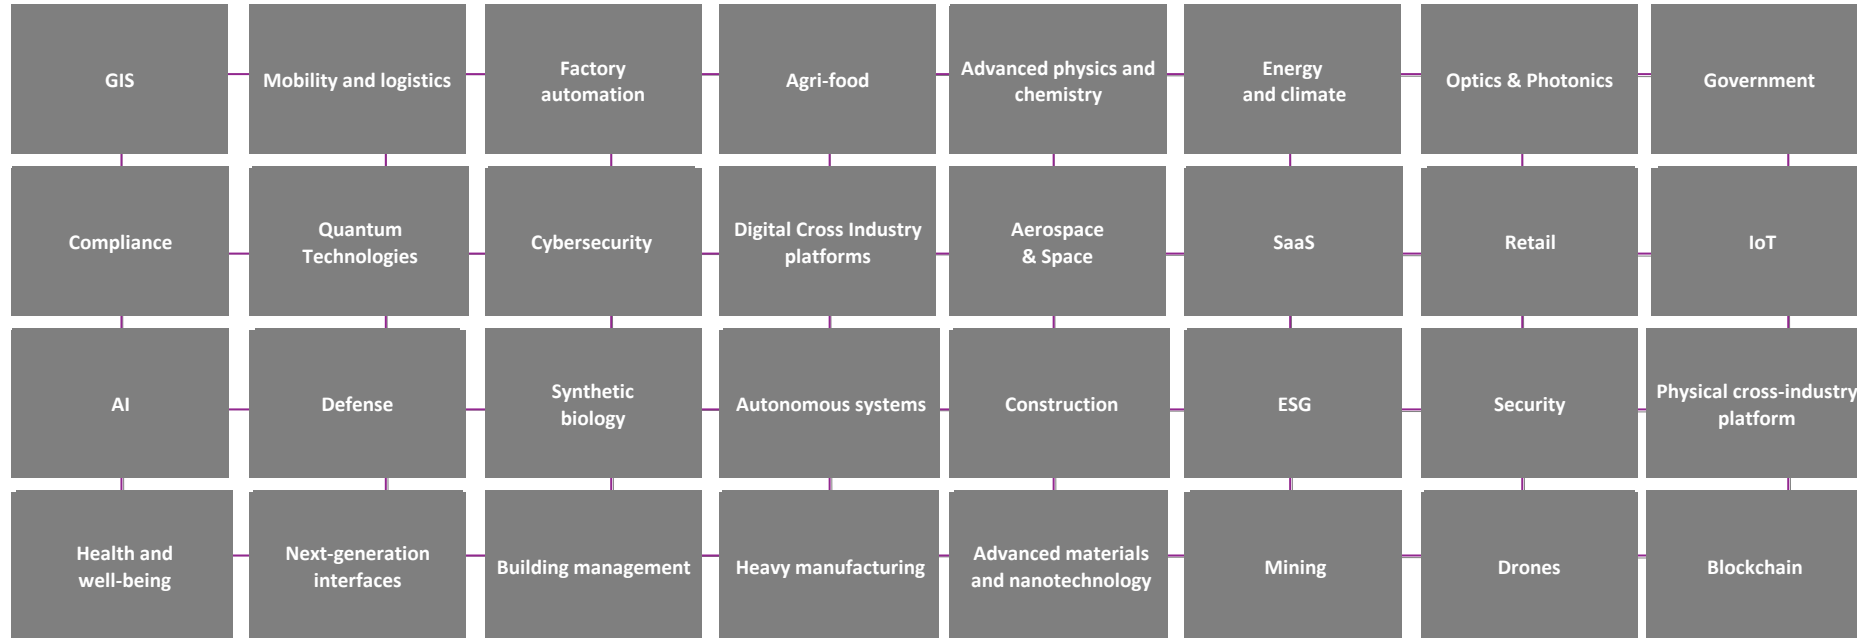 GIS
Mobility and logistics
Factory
automation
Agri-food
Advanced physics and
chemistry
Energy
and climate
Optics & Photonics
Government
Compliance
Quantum
Technologies
Cybersecurity
Digital Cross Industry
platforms
Aerospace
& Space
SaaS
Retail
IoT
AI
Defense
Synthetic
biology
Autonomous systems
Construction
ESG
Security
Physical cross-industry
platform
Health and
well-being
Next-generation
interfaces
Building management
Heavy manufacturing
Advanced materials
and nanotechnology
Mining
Drones
Blockchain